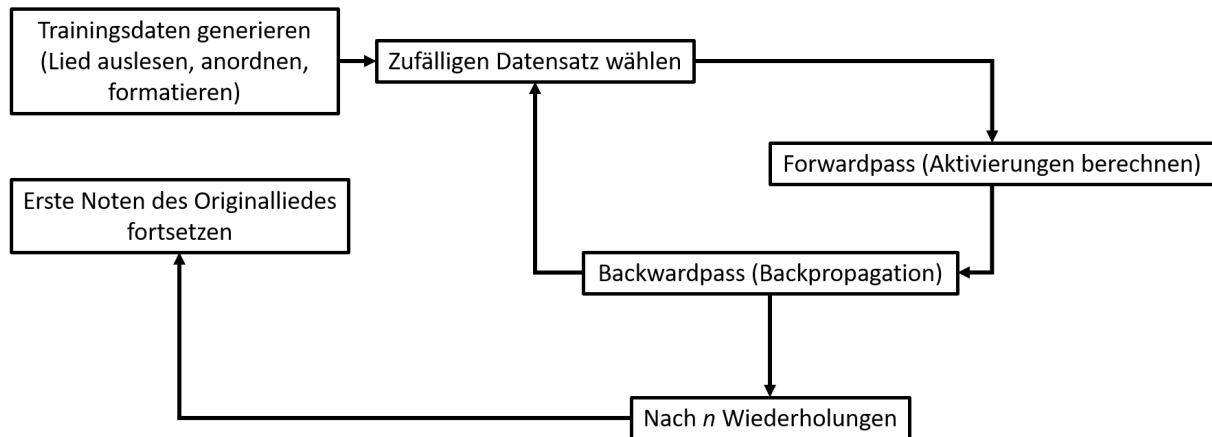 Trainingsdaten generieren
(Lied auslesen, anordnen,
formatieren)
Zufälligen Datensatz wählen
Forwardpass (Aktivierungen berechnen)
Backwardpass (Backpropagation)
Nach n Wiederholungen
Erste Noten des Originalliedes
fortsetzen